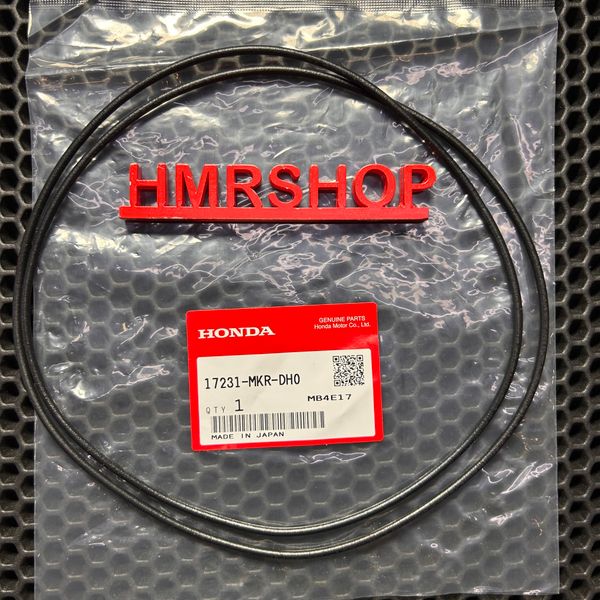 HMRSHOP
HONDA
GENUINE PARTS
Honda Motor Co., Ltd.
17231-MKR-DH0
QTY 1
MB4E17
MADE IN JAPAN